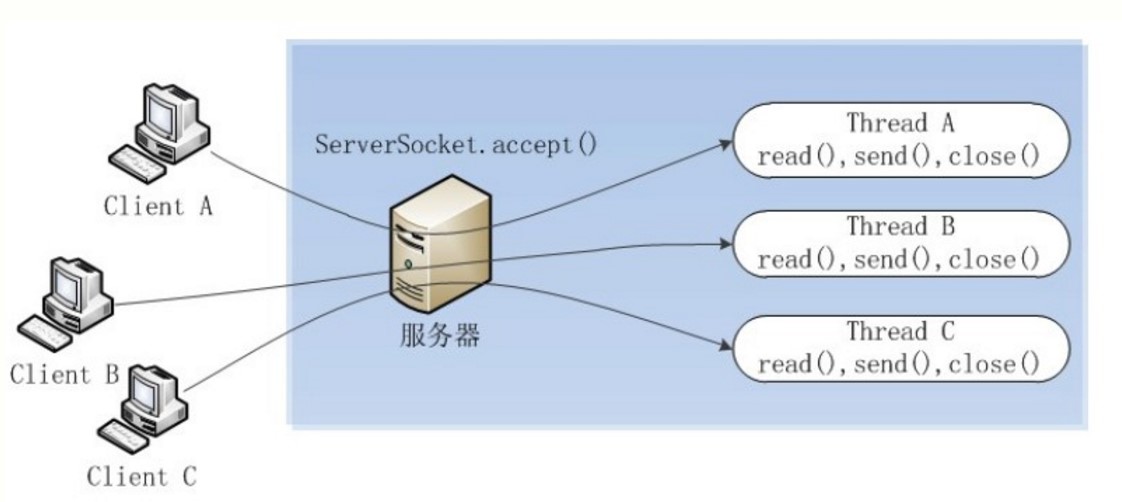 Client A
Client B
Client C
ServerSocket.accept()
服务器
Thread A
read(),send(),close()
Thread B
read(),send(),close()
Thread C
read(),send(),close()